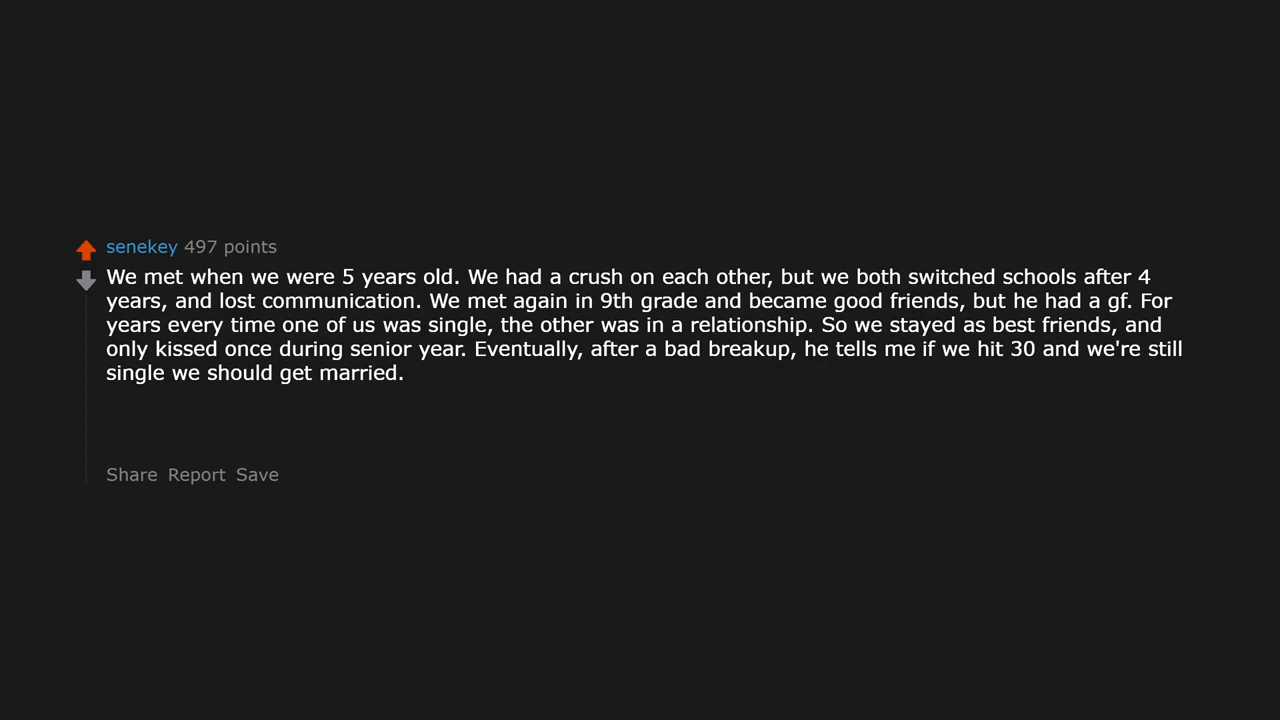 senekey 497 points
We met when we were 5 years old. We had a crush on each other, but we both switched schools after 4
years, and lost communication. We met again in 9th grade and became good friends, but he had a gf. For
years every time one of us was single, the other was in a relationship. So we stayed as best friends, and
only kissed once during senior year. Eventually, after a bad breakup, he tells me if we hit 30 and we're still
single we should get married.
Share Report Save